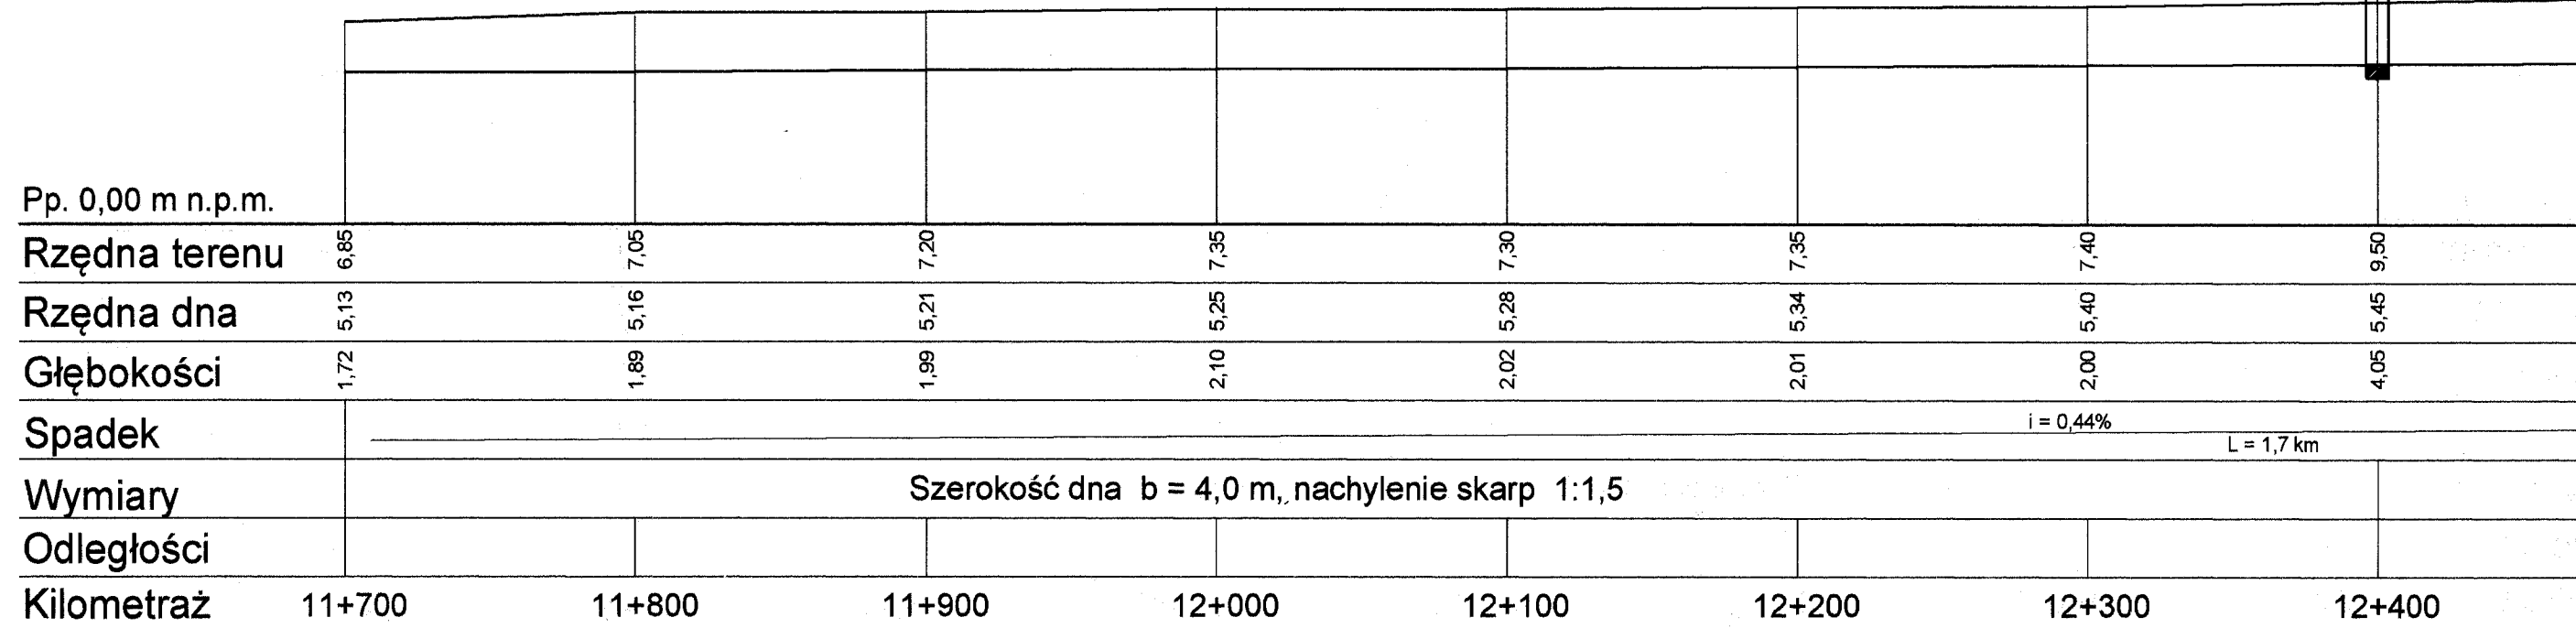 Pp. 0,00 m n.p.m.
Rzędna terenu 6,85 7,05 7,20 7,35 7,30 7,35 7,40 9,50
Rzędna dna 5,13 5,16 5,21 5,25 5,28 5,34 5,40 5,45
Głębokości 1,72 1,89 1,99 2,10 2,02 2,01 2,00 4,05
Spadek i = 0,44% L = 1,7 km
Wymiary Szerokość dna b = 4,0 m, nachylenie skarp 1:1,5
Odległości
Kilometraż 11+700 11+800 11+900 12+000 12+100 12+200 12+300 12+400